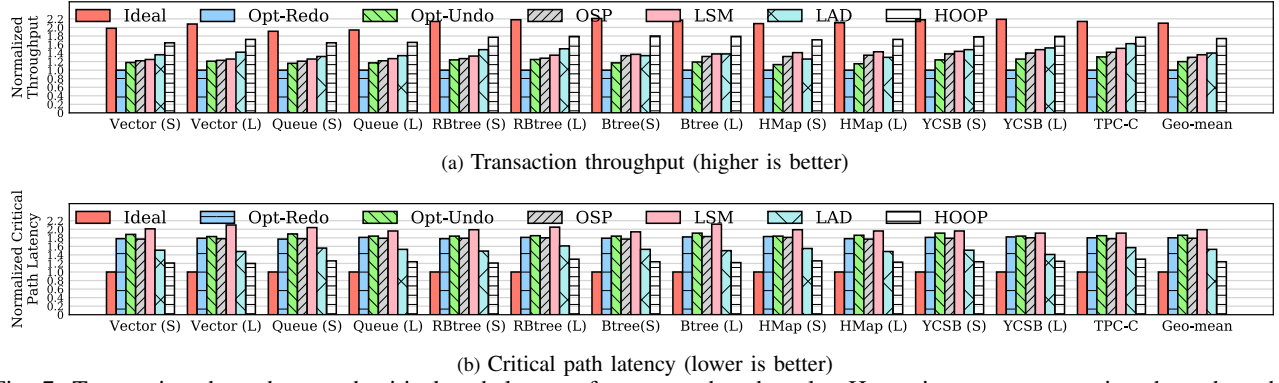 Normalized
Throughput
2.2
2.0
1.8
1.6
1.4
1.2
1.0
0.8
0.6
0.4
0.2
0
Ideal Opt-Redo Opt-Undo OSP LSM LAD HOOP
Vector (S) Vector (L) Queue (S) Queue (L) RBtree (S) RBtree (L) Btree(S) Btree (L) HMap (S) HMap (L) YCSB (S) YCSB (L) TPC-C Geo-mean
(a) Transaction throughput (higher is better)
Normalized Critical
Path Latency
2.2
2.0
1.8
1.6
1.4
1.2
1.0
0.8
0.6
0.4
0.2
0
Ideal Opt-Redo Opt-Undo OSP LSM LAD HOOP
Vector (S) Vector (L) Queue (S) Queue (L) RBtree (S) RBtree (L) Btree(S) Btree (L) HMap (S) HMap (L) YCSB (S) YCSB (L) TPC-C Geo-mean
(b) Critical path latency (lower is better)